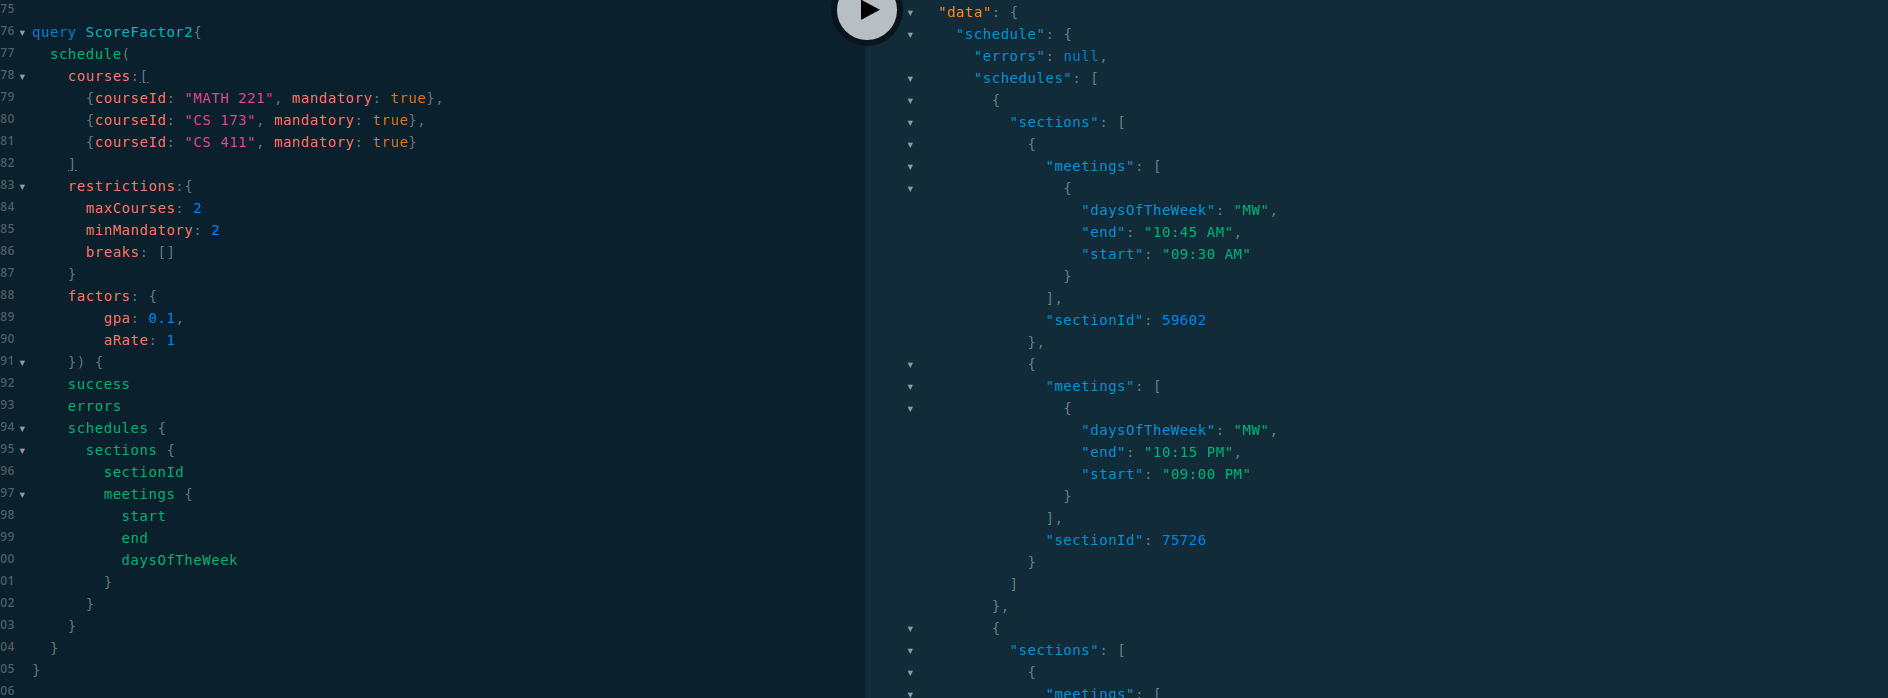 75
76 query ScoreFactor2{
77   schedule(
78     courses:[
79       {courseId: "MATH 221", mandatory: true},
80       {courseId: "CS 173", mandatory: true},
81       {courseId: "CS 411", mandatory: true}
82     ]
83     restrictions:{
84       maxCourses: 2
85       minMandatory: 2
86       breaks: []
87     }
88     factors: {
89         gpa: 0.1,
90         aRate: 1
91     }) {
92     success
93     errors
94     schedules {
95       sections {
96         sectionId
97         meetings {
98           start
99           end
00           daysOfTheWeek
01         }
02       }
03     }
04   }
05 }
06
"data": {
  "schedule": {
    "errors": null,
    "schedules": [
      {
        "sections": [
          {
            "meetings": [
              {
                "daysOfTheWeek": "MW",
                "end": "10:45 AM",
                "start": "09:30 AM"
              }
            ],
            "sectionId": 59602
          },
          {
            "meetings": [
              {
                "daysOfTheWeek": "MW",
                "end": "10:15 PM",
                "start": "09:00 PM"
              }
            ],
            "sectionId": 75726
          }
        ]
      },
      {
        "sections": [
          {
            "meetings": [